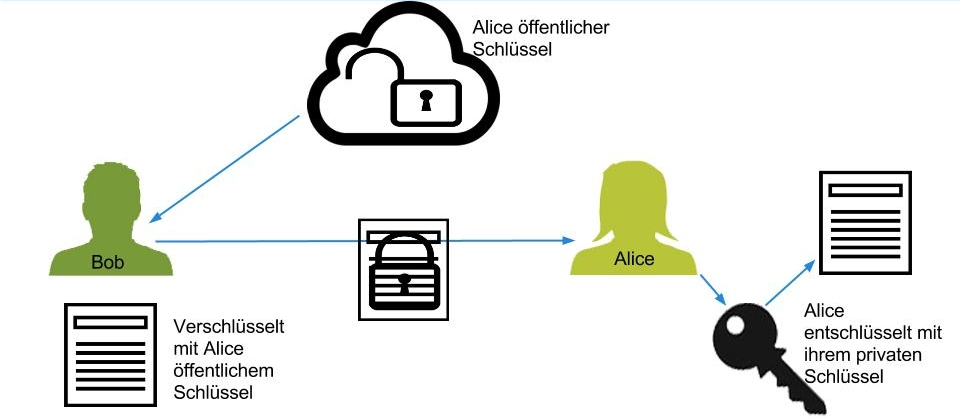 Alice öffentlicher
Schlüssel
Bob
Alice
Verschlüsselt
mit Alice
öffentlichem
Schlüssel
Alice
entschlüsselt mit
ihrem privaten
Schlüssel